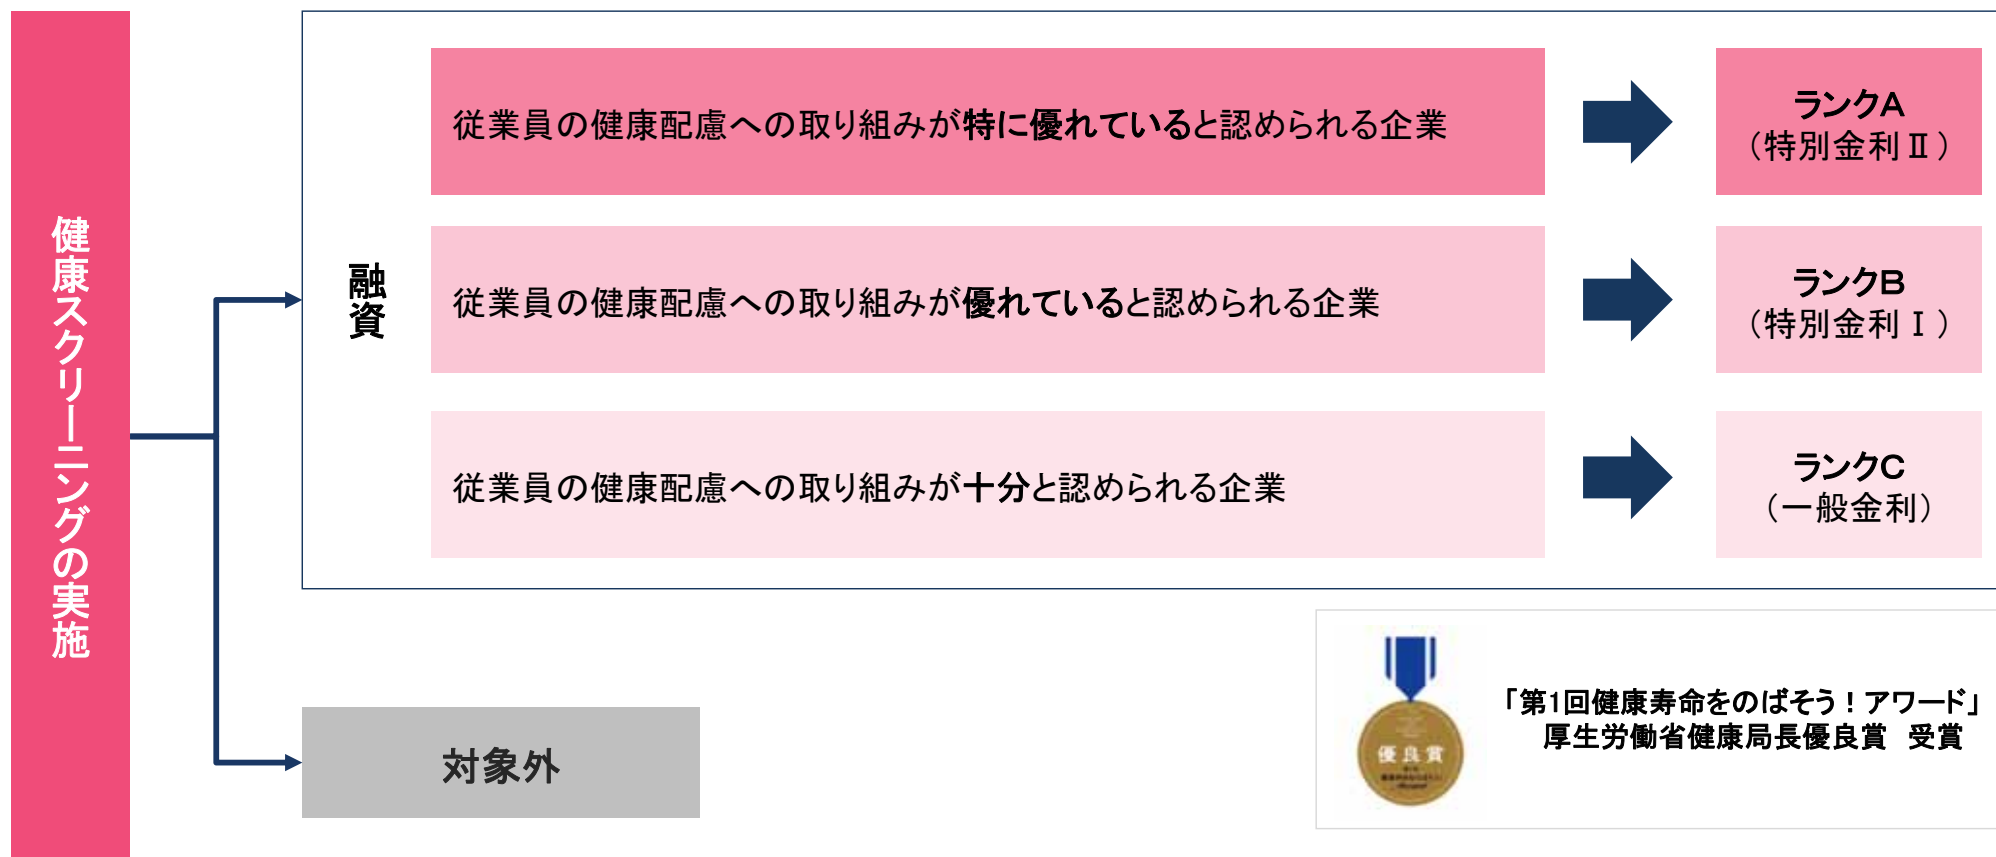 健康スクリーニングの実施
融資
従業員の健康配慮への取り組みが特に優れていると認められる企業
ランクA
（特別金利Ⅱ）
従業員の健康配慮への取り組みが優れていると認められる企業
ランクB
（特別金利Ⅰ）
従業員の健康配慮への取り組みが十分と認められる企業
ランクC
（一般金利）
対象外
優良賞
「第1回健康寿命をのばそう！アワード」
厚生労働省健康局長優良賞　受賞